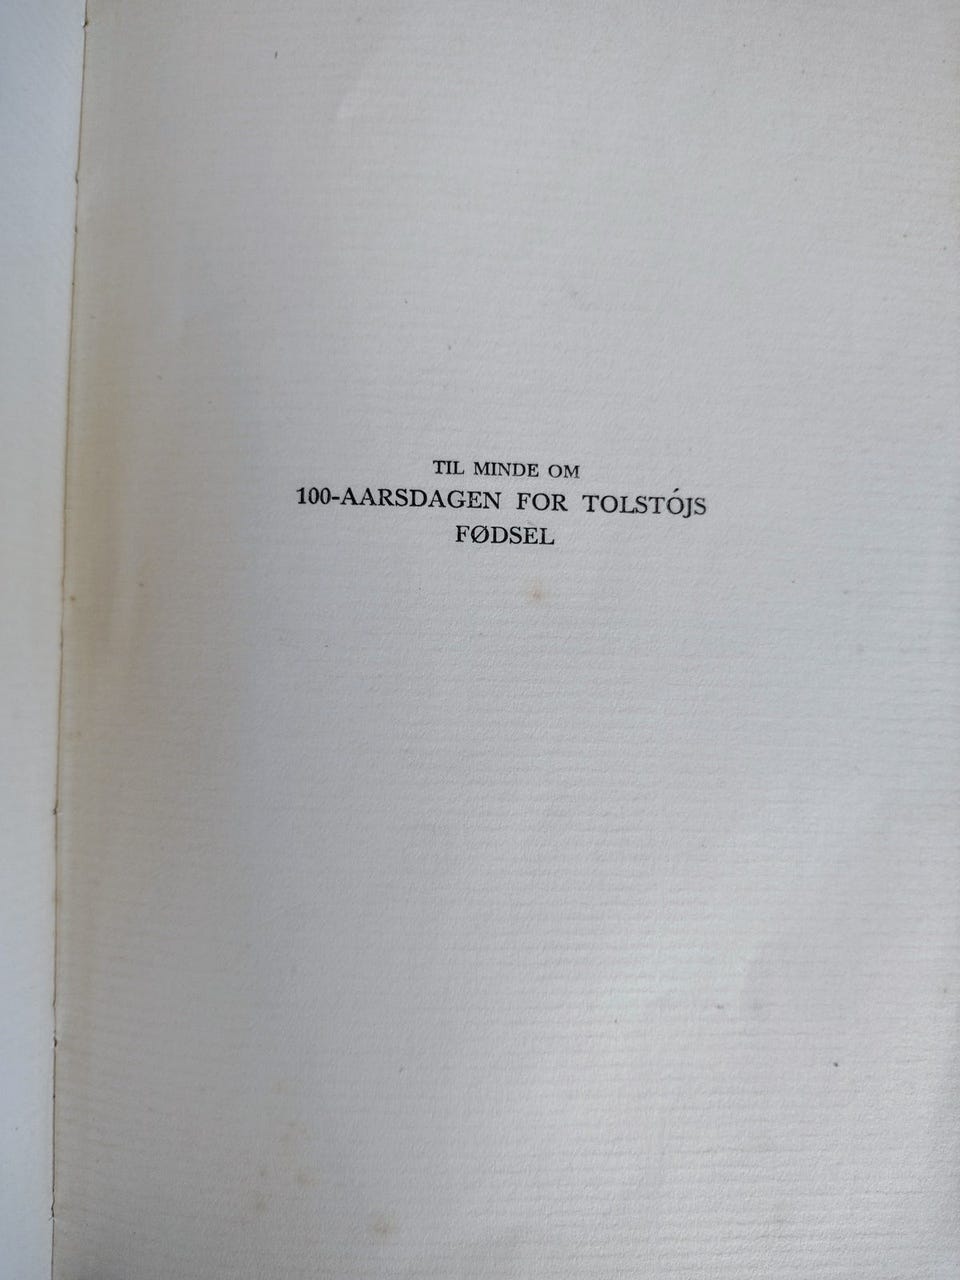 TIL MINDE OM
100-AARSDAGEN FOR TOLSTÓJS
FØDSEL